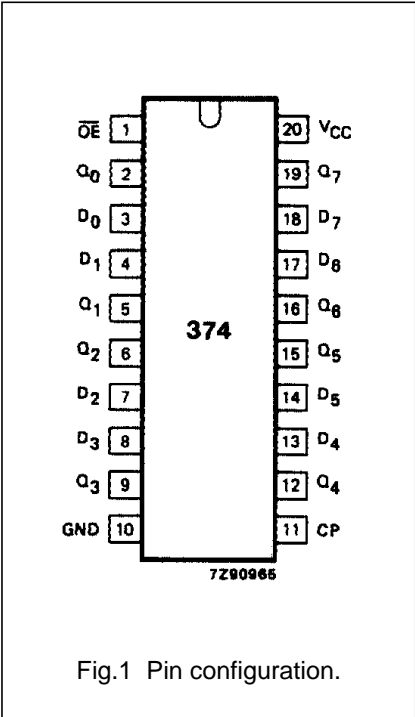 OE 1 20 VCC
Q0 2 19 Q7
D0 3 18 D7
D1 4 17 D6
Q1 5 16 Q6
374
Q2 6 15 Q5
D2 7 14 D5
D3 8 13 D4
Q3 9 12 Q4
GND 10 11 CP
7Z90965
Fig.1 Pin configuration.